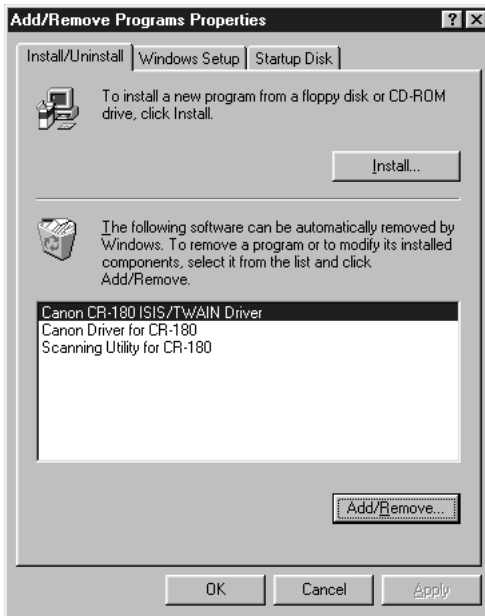 Add/Remove Programs Properties
Install/Uninstall Windows Setup Startup Disk
To install a new program from a floppy disk or CD-ROM
drive, click Install.
Install...
The following software can be automatically removed by
Windows. To remove a program or to modify its installed
components, select it from the list and click
Add/Remove.
Canon CR-180 ISIS/TWAIN Driver
Canon Driver for CR-180
Scanning Utility for CR-180
Add/Remove...
OK Cancel Apply